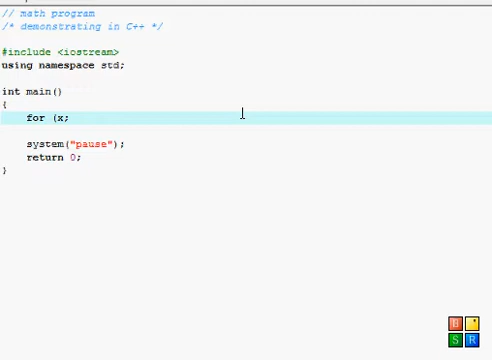 // math program
/* demonstrating in C++ */
#include <iostream>
using namespace std;
int main()
{
for (x;
system("pause");
return 0;
}
B
S R